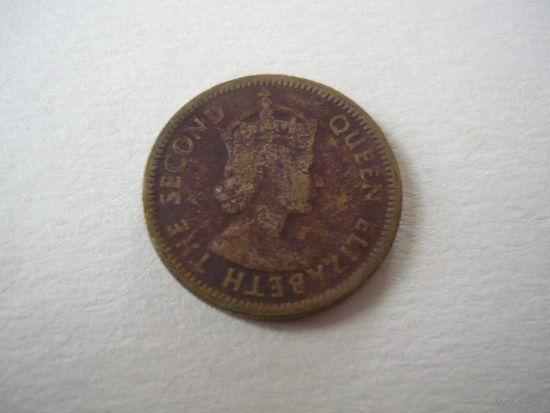 QUEEN ELIZABETH THE SECOND